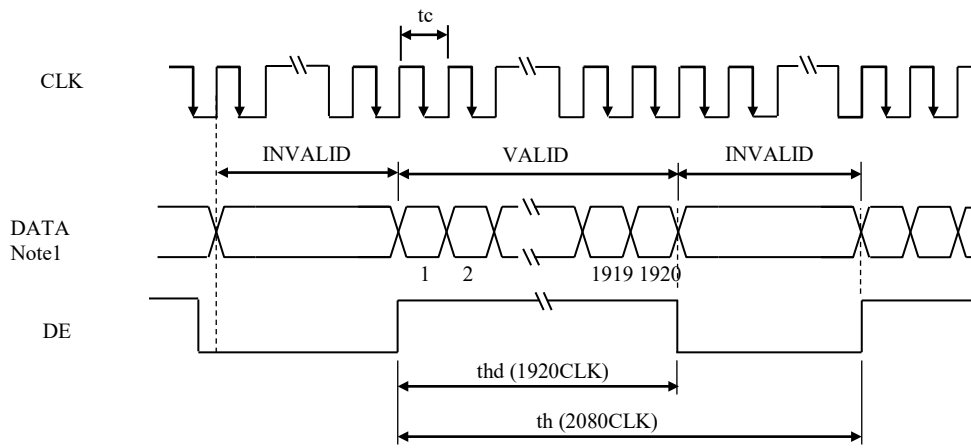 tc
CLK
INVALID VALID INVALID
DATA
Note1
1 2 1919 1920
DE
thd (1920CLK)
th (2080CLK)